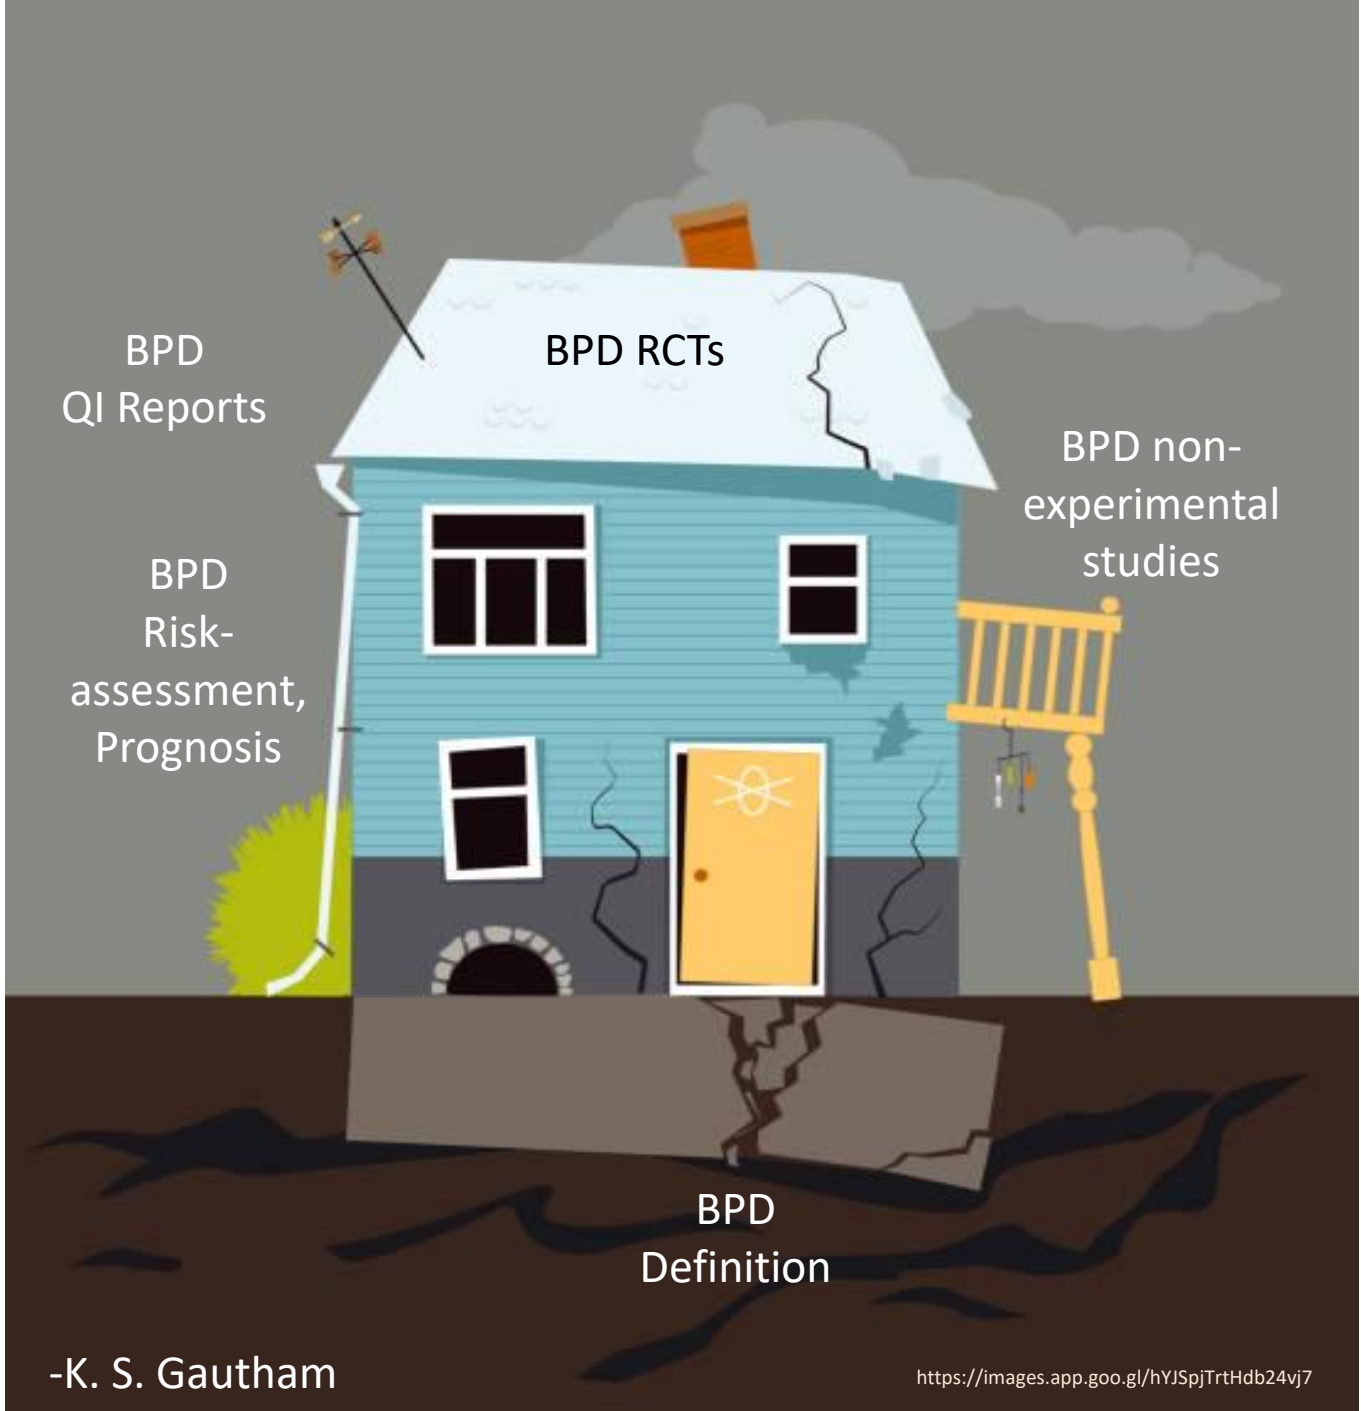 BPD RCTs
BPD
QI Reports
BPD non-
experimental
studies
BPD
Risk-
assessment,
Prognosis
BPD
Definition
-K. S. Gautham
https://images.app.goo.gl/hYJSpjTrtHdb24vj7